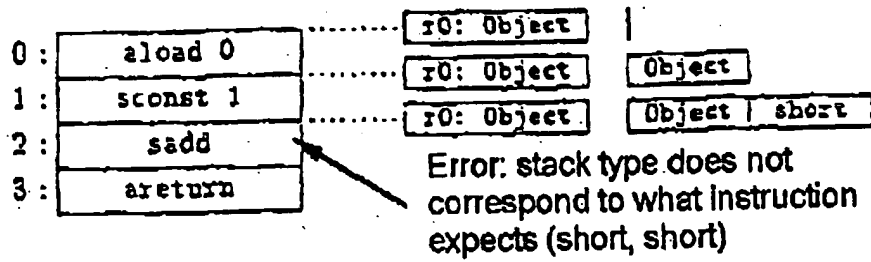 r0: Object
0 : aload 0
r0: Object Object
1 : sconst 1
r0: Object Object | short
2 : sadd
Error: stack type does not
3 : areturn
correspond to what instruction
expects (short, short)